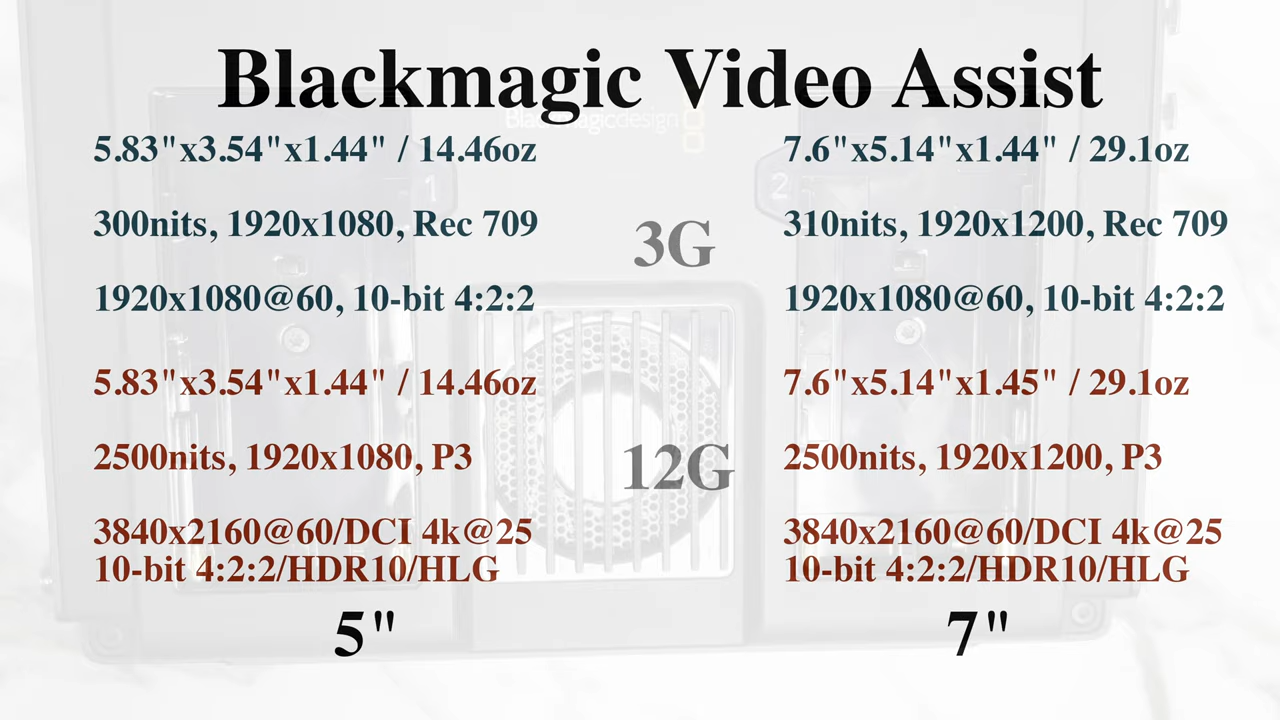 Blackmagic Video Assist
Blackmagicdesign
5.83"x3.54"x1.44" / 14.46oz
7.6"x5.14"x1.44" / 29.1oz
1
2
300nits, 1920x1080, Rec 709
310nits, 1920x1200, Rec 709
3G
1920x1080@60, 10-bit 4:2:2
1920x1080@60, 10-bit 4:2:2
5.83"x3.54"x1.44" / 14.46oz
7.6"x5.14"x1.45" / 29.1oz
2500nits, 1920x1080, P3
2500nits, 1920x1200, P3
12G
3840x2160@60/DCI 4k@25
10-bit 4:2:2/HDR10/HLG
3840x2160@60/DCI 4k@25
10-bit 4:2:2/HDR10/HLG
5"
7"